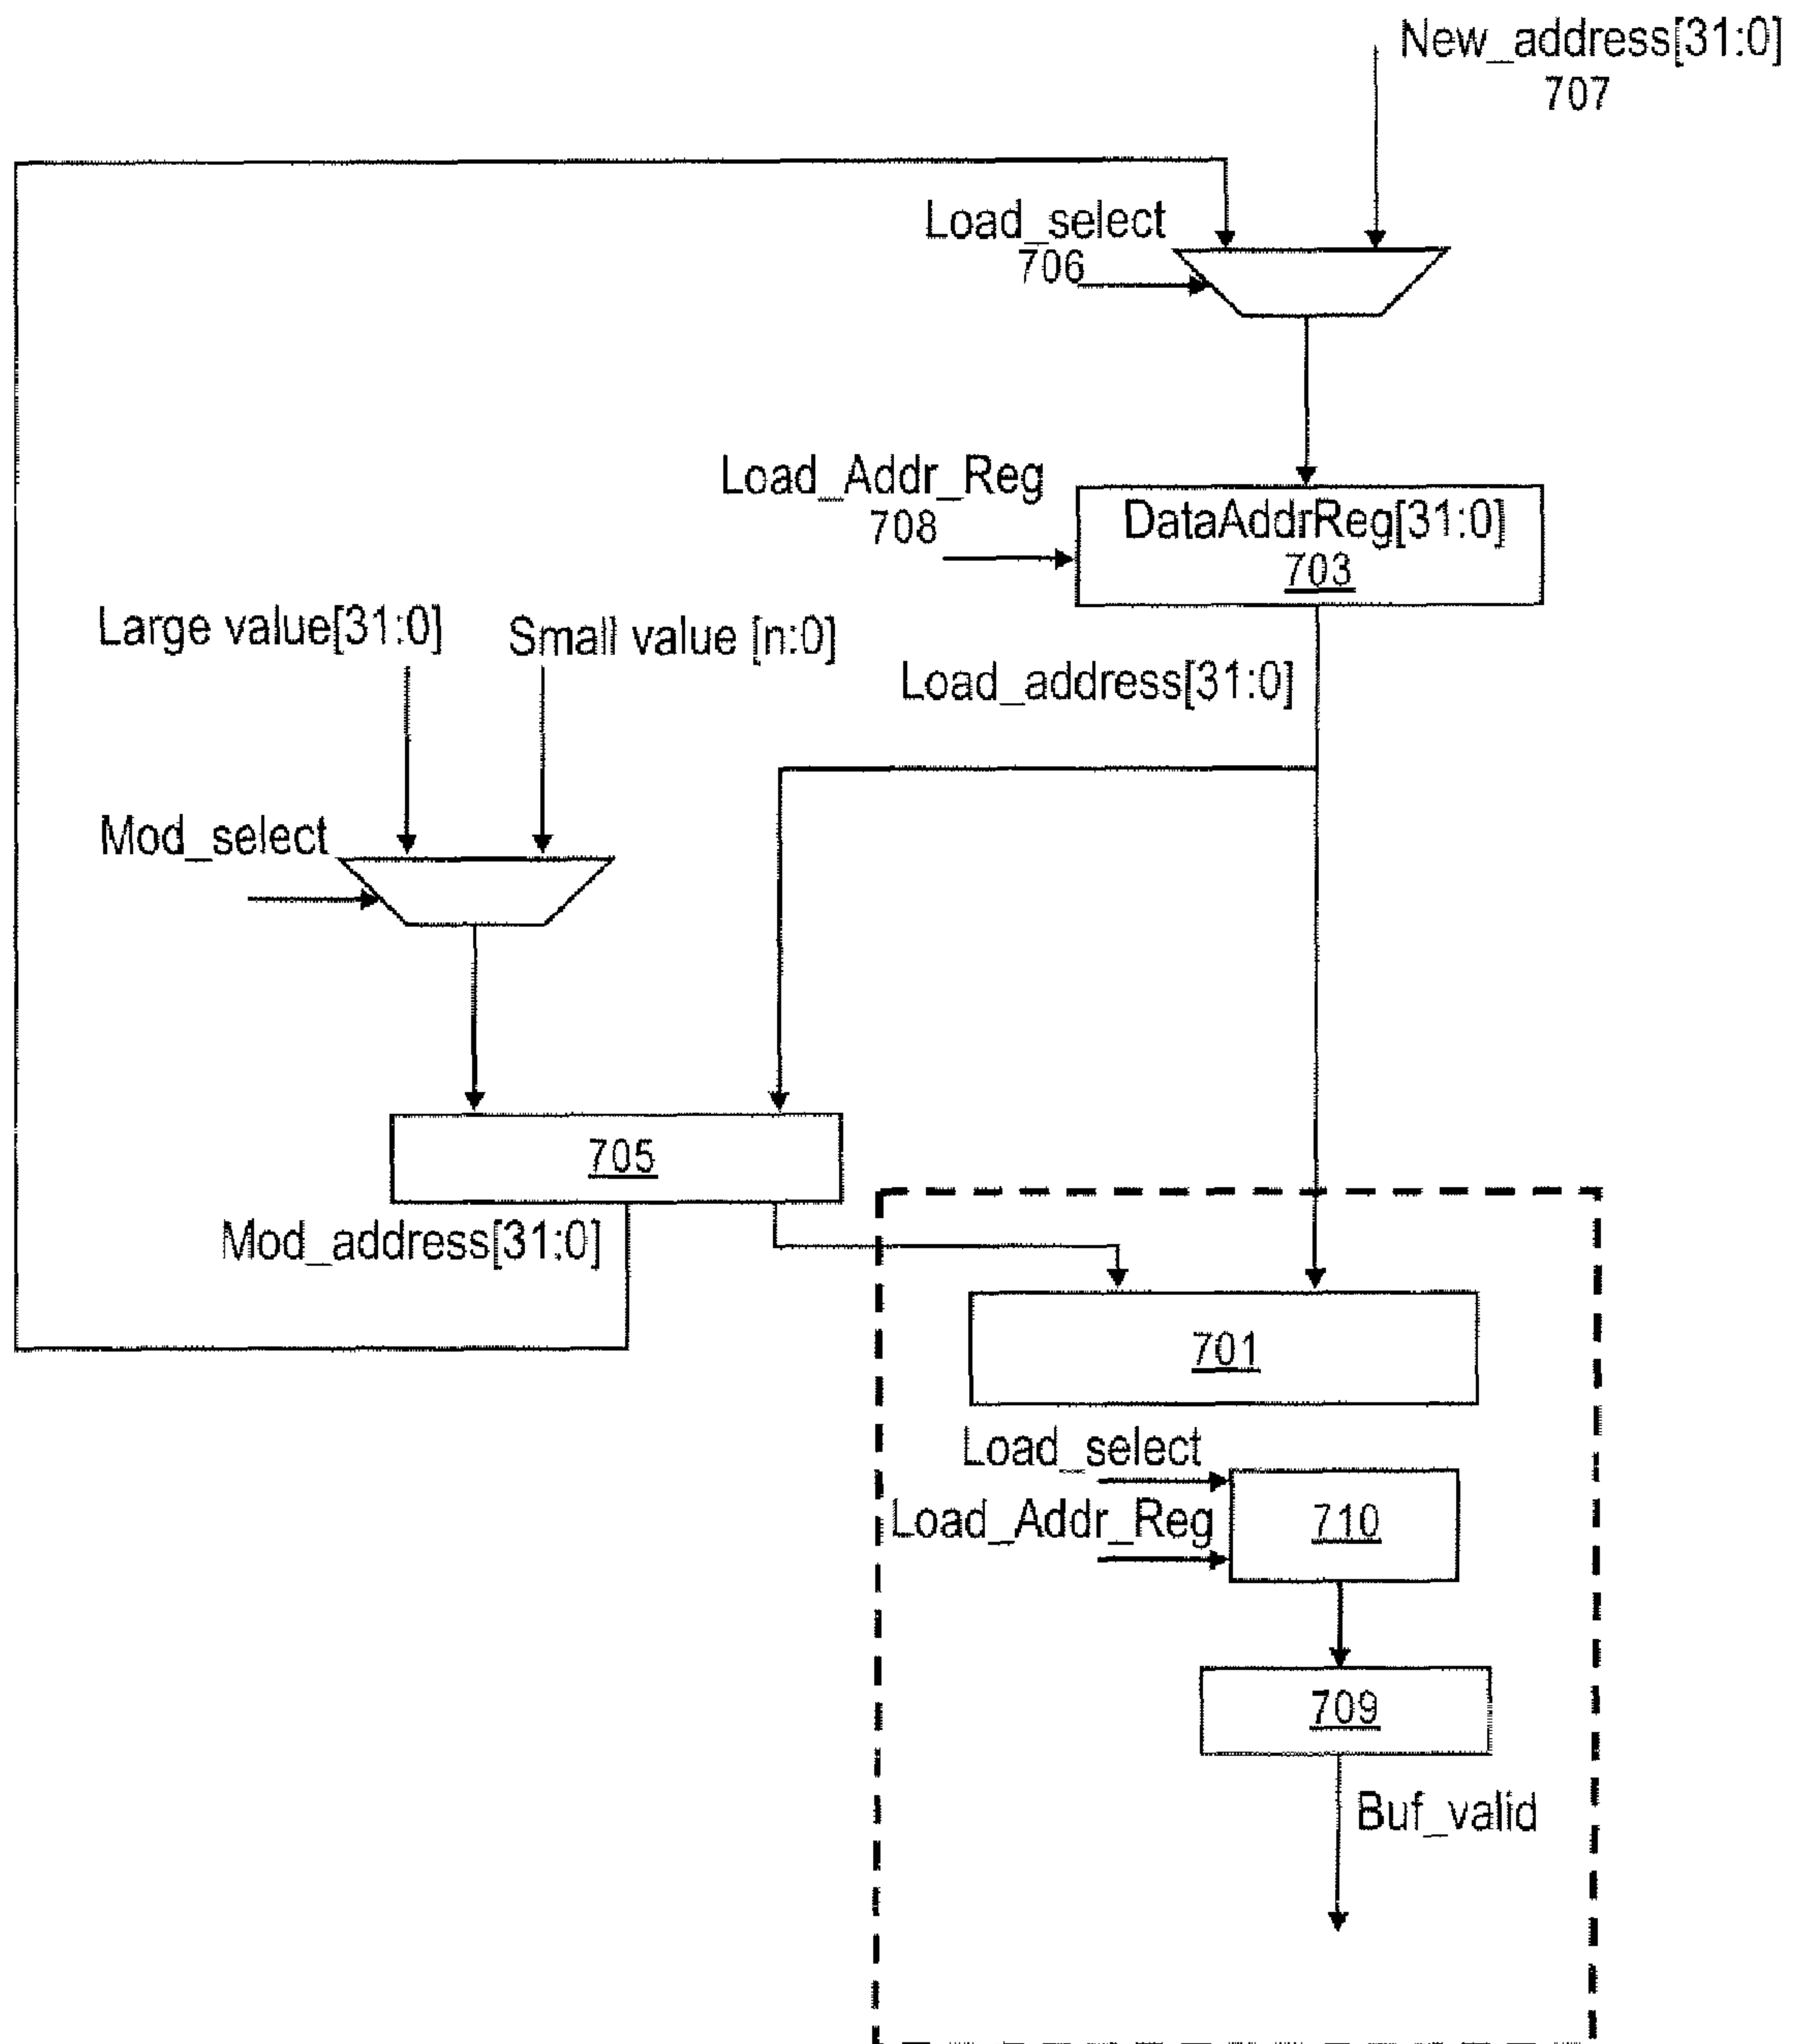 New_address[31:0]
707
Load_select
706
Load_Addr_Reg
708
DataAddrReg[31:0]
703
Large value[31:0]
Small value [n:0]
Load_address[31:0]
Mod_select
705
Mod_address[31:0]
701
Load_select
Load_Addr_Reg
710
709
Buf_valid